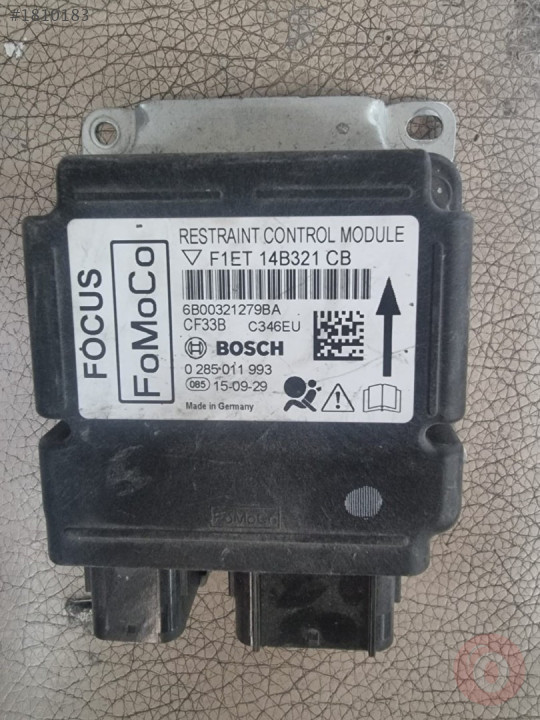 #1810183
RESTRAINT CONTROL MODULE
F1ET 14B321 CB
6B00321279BA
CF33B C346EU
BOSCH
0 285 011 993
085 15-09-29
Made in Germany
FOCUS
FoMoCo
FoMoCo